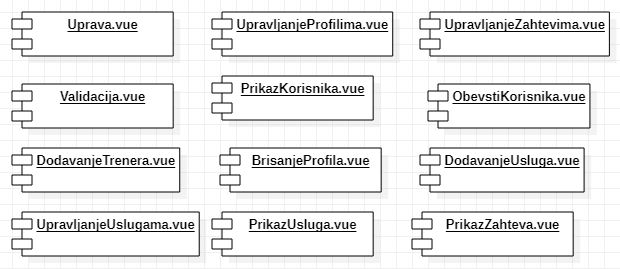 Uprava.vue
UpravljanjeProfilima.vue
UpravljanjeZahtevima.vue
Validacija.vue
PrikazKorisnika.vue
ObevstiKorisnika.vue
DodavanjeTrenera.vue
BrisanjeProfila.vue
DodavanjeUsluga.vue
UpravljanjeUslugama.vue
PrikazUsluga.vue
PrikazZahteva.vue